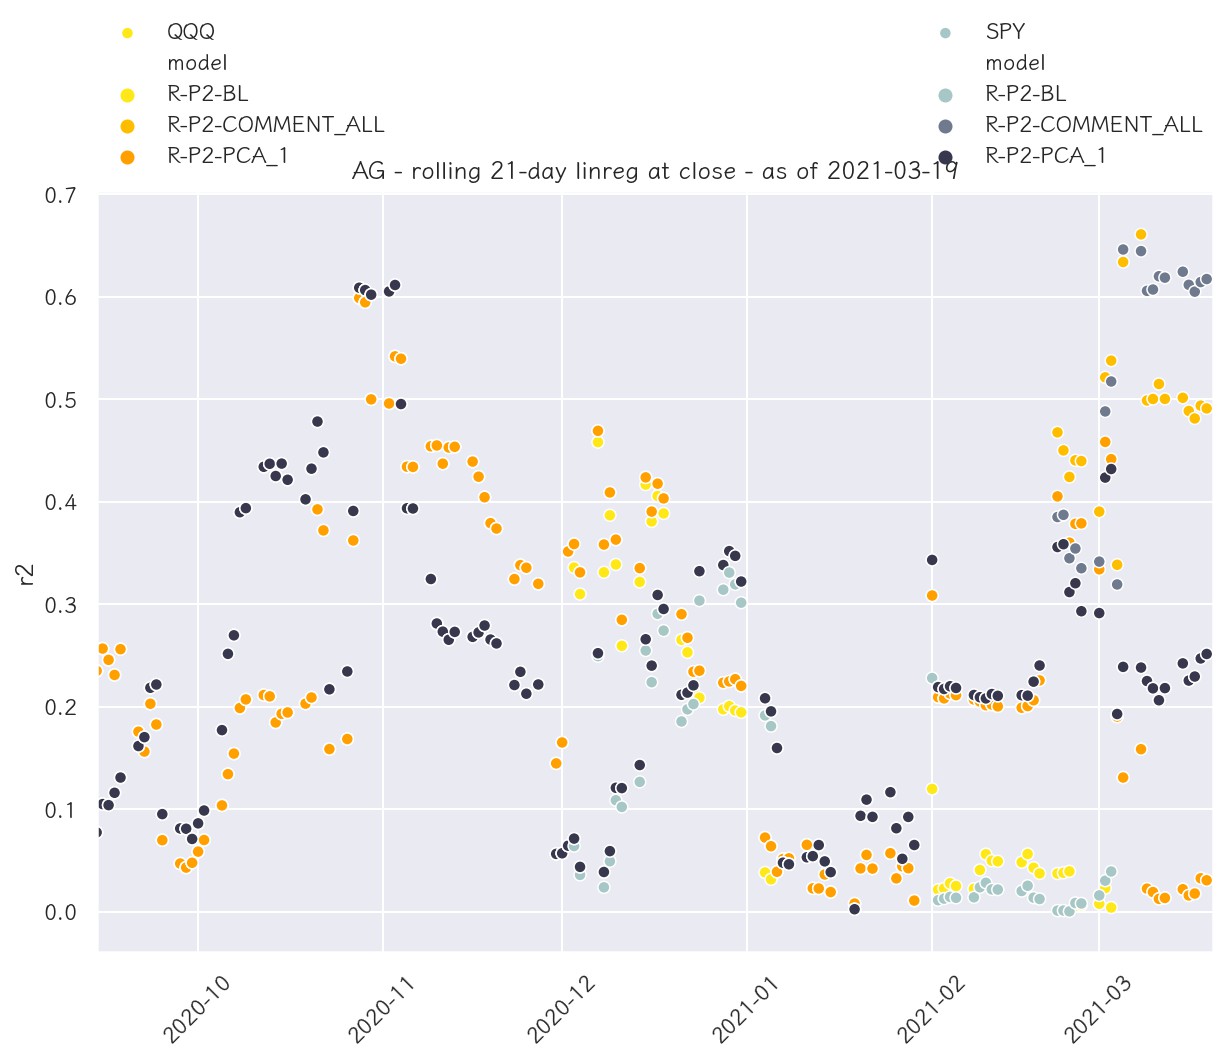 QQQ
model
R-P2-BL
R-P2-COMMENT_ALL
R-P2-PCA_1
SPY
model
R-P2-BL
R-P2-COMMENT_ALL
R-P2-PCA_1
AG - rolling 21-day linreg at close - as of 2021-03-19
0.7
0.6
0.5
0.4
0.3
0.2
0.1
0.0
r2
2020-10
2020-11
2020-12
2021-01
2021-02
2021-03